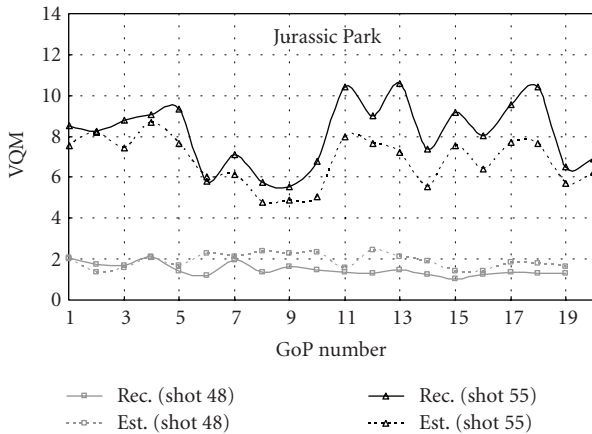 14
12
10
8
6
4
2
0
VQM
Jurassic Park
1 3 5 7 9 11 13 15 17 19
GoP number
Rec. (shot 48)
Est. (shot 48)
Rec. (shot 55)
Est. (shot 55)